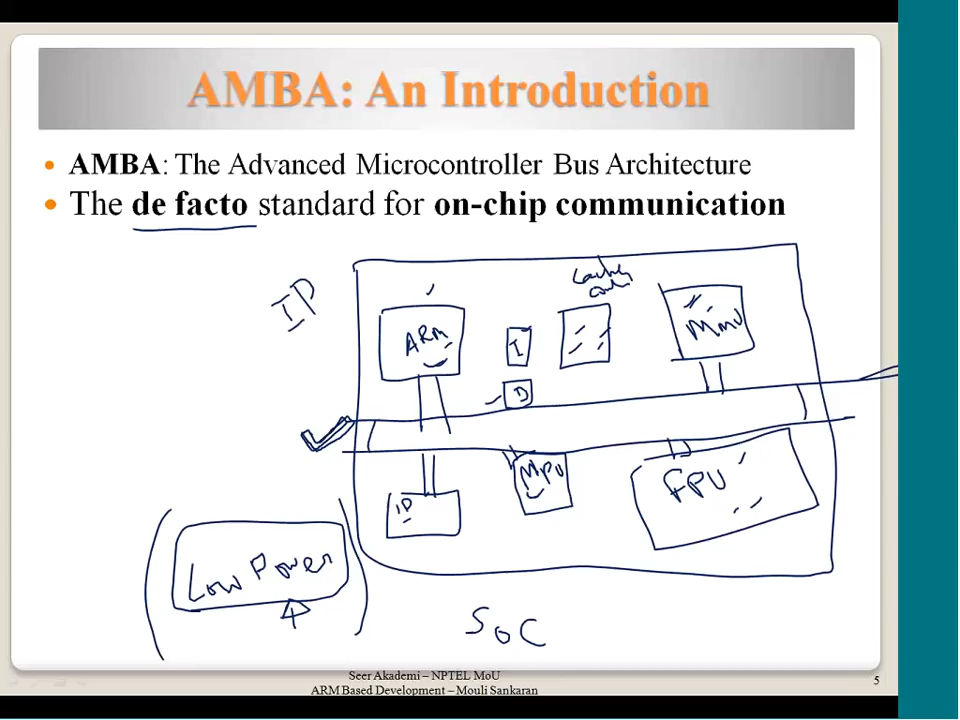 AMBA: An Introduction
AMBA: The Advanced Microcontroller Bus Architecture
The de facto standard for on-chip communication
IP
ARM
I
D
Cache
MMU
IP
MPU
FPU
Low Power
SoC
Seer Akademi – NPTEL MoU
ARM Based Development – Mouli Sankaran
5